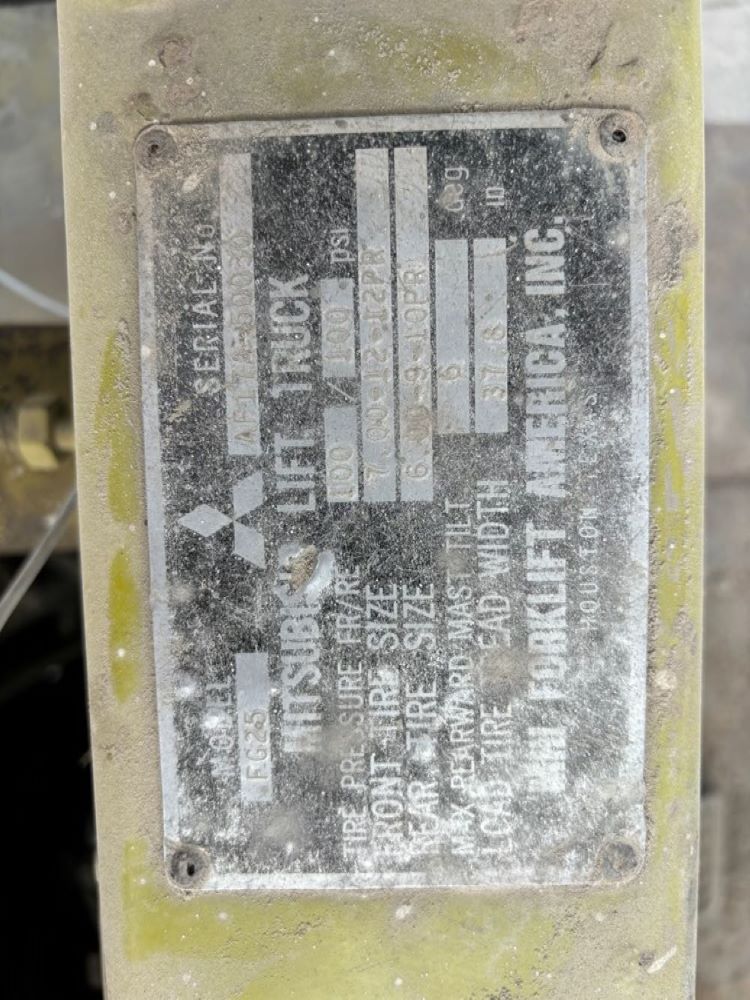 MODEL SERIAL NO
FG25
MITSUBISHI LIFT TRUCK
TIRE PRESSURE FR/RE 100 / 100 psi
FRONT TIRE SIZE 7.00-12-12PR
REAR TIRE SIZE 6.00-9-10PR
MAX REARWARD MAST TILT 6 deg
LOAD TIRE TREAD WIDTH 37.8 in
FORKLIFT AMERICA, INC.
HOUSTON TEXAS